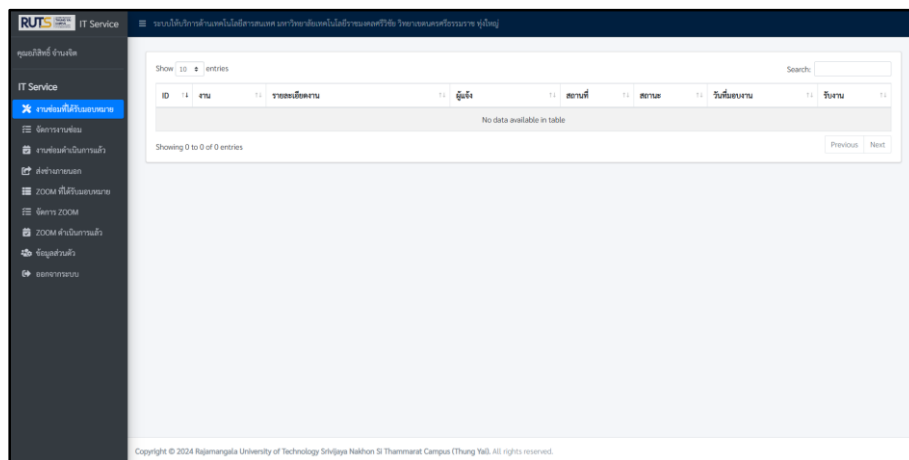 RUTS IT Service
ระบบให้บริการด้านเทคโนโลยีสารสนเทศ มหาวิทยาลัยเทคโนโลยีราชมงคลศรีวิชัย วิทยาเขตนครศรีธรรมราช ทุ่งใหญ่
คุณอภิสิทธิ์ จำนงจิต
IT Service
งานซ่อมที่ได้รับมอบหมาย
จัดการงานซ่อม
งานซ่อมดำเนินการแล้ว
ส่งช่างภายนอก
ZOOM ที่ได้รับมอบหมาย
จัดการ ZOOM
ZOOM ดำเนินการแล้ว
ข้อมูลส่วนตัว
ออกจากระบบ
Show 10 entries
Search:
ID งาน รายละเอียดงาน ผู้แจ้ง สถานที่ สถานะ วันที่มอบงาน รับงาน
No data available in table
Showing 0 to 0 of 0 entries
Previous Next
Copyright © 2024 Rajamangala University of Technology Srivijaya Nakhon Si Thammarat Campus (Thung Yai). All rights reserved.